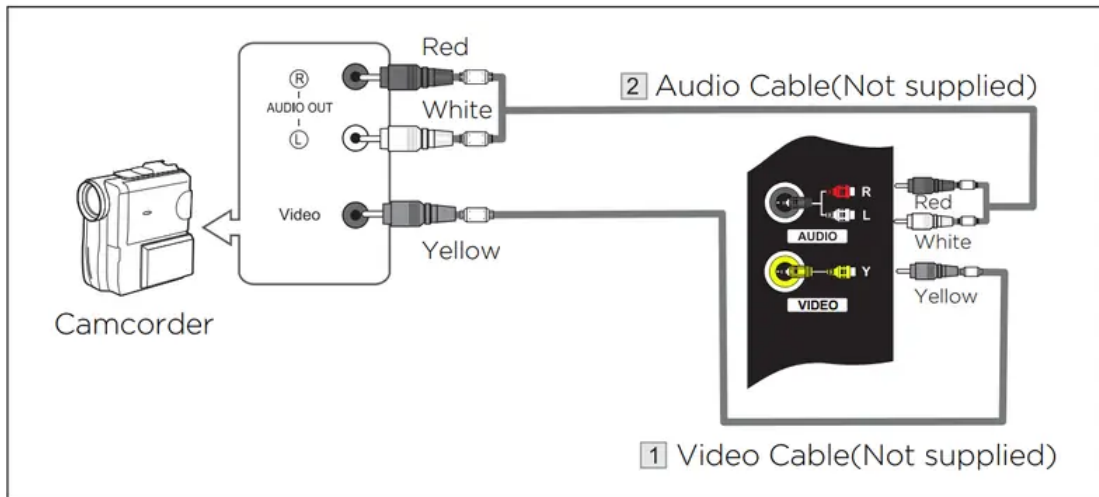 Red
R
AUDIO OUT
L
White
Video
Yellow
Camcorder
2 Audio Cable(Not supplied)
R
L
AUDIO
Y
VIDEO
Red
White
Yellow
1 Video Cable(Not supplied)